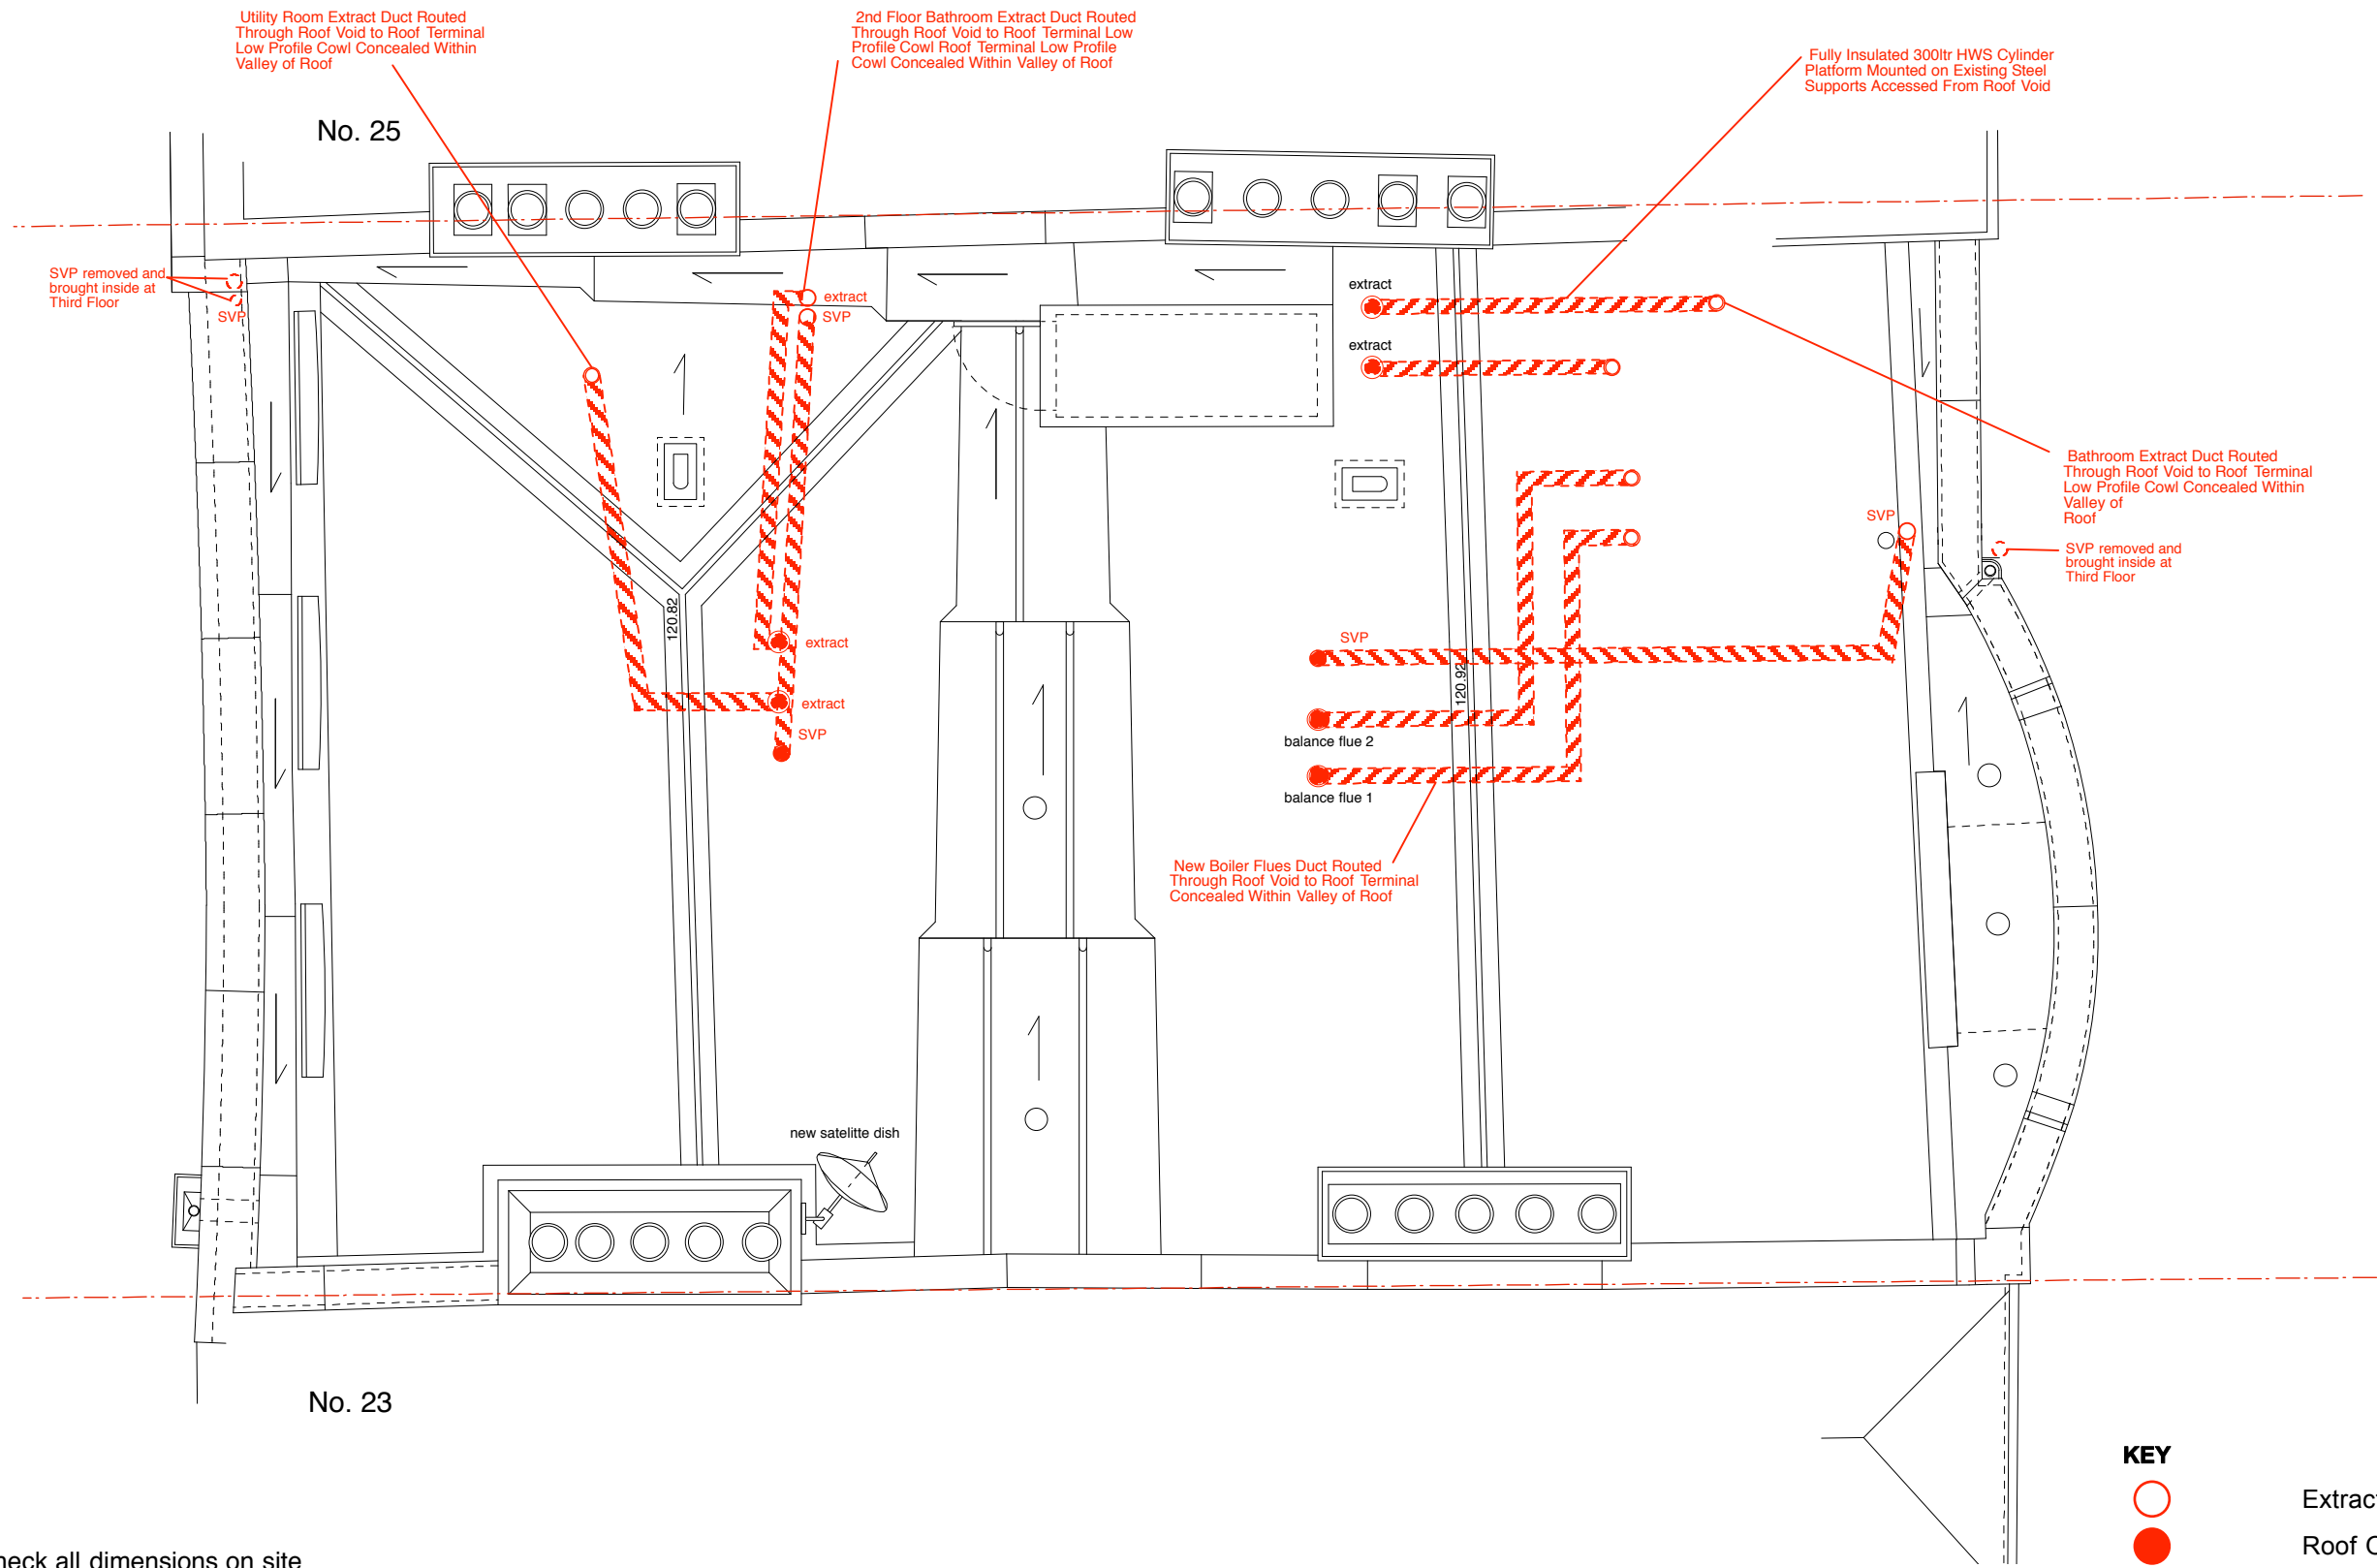 Utility Room Extract Duct Routed
Through Roof Void to Roof Terminal
Low Profile Cowl Concealed Within
Valley of Roof
2nd Floor Bathroom Extract Duct Routed
Through Roof Void to Roof Terminal Low
Profile Cowl Roof Terminal Low Profile
Cowl Concealed Within Valley of Roof
Fully Insulated 300ltr HWS Cylinder
Platform Mounted on Existing Steel
Supports Accessed From Roof Void
No. 25
SVP removed and
brought inside at
Third Floor
SVP
extract
SVP
extract
extract
Bathroom Extract Duct Routed
Through Roof Void to Roof Terminal
Low Profile Cowl Concealed Within
Valley of
Roof
SVP
SVP removed and
brought inside at
Third Floor
120.82
extract
extract
SVP
SVP
120.92
balance flue 2
balance flue 1
New Boiler Flues Duct Routed
Through Roof Void to Roof Terminal
Concealed Within Valley of Roof
new satelitte dish
No. 23
KEY
Extrac
Roof
heck all dimensions on site